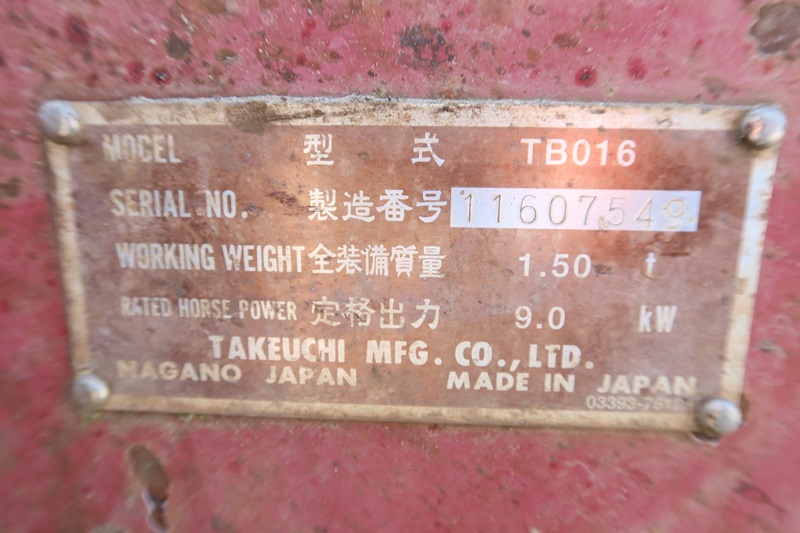 MODEL 型式 TB016
SERIAL NO. 製造番号 11607549
WORKING WEIGHT 全装備質量 1.50 t
RATED HORSE POWER 定格出力 9.0 kW
TAKEUCHI MFG. CO., LTD.
NAGANO JAPAN MADE IN JAPAN